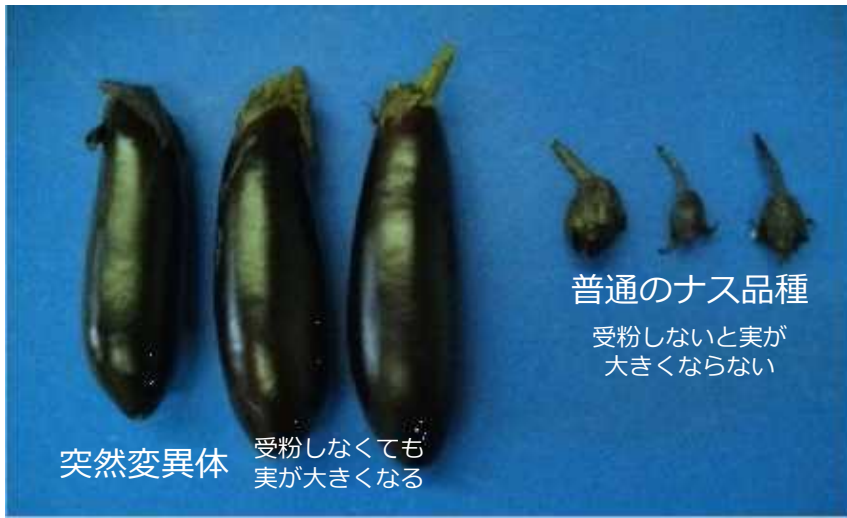 普通のナス品種
受粉しないと実が
大きくならない
突然変異体
受粉しなくても
実が大きくなる